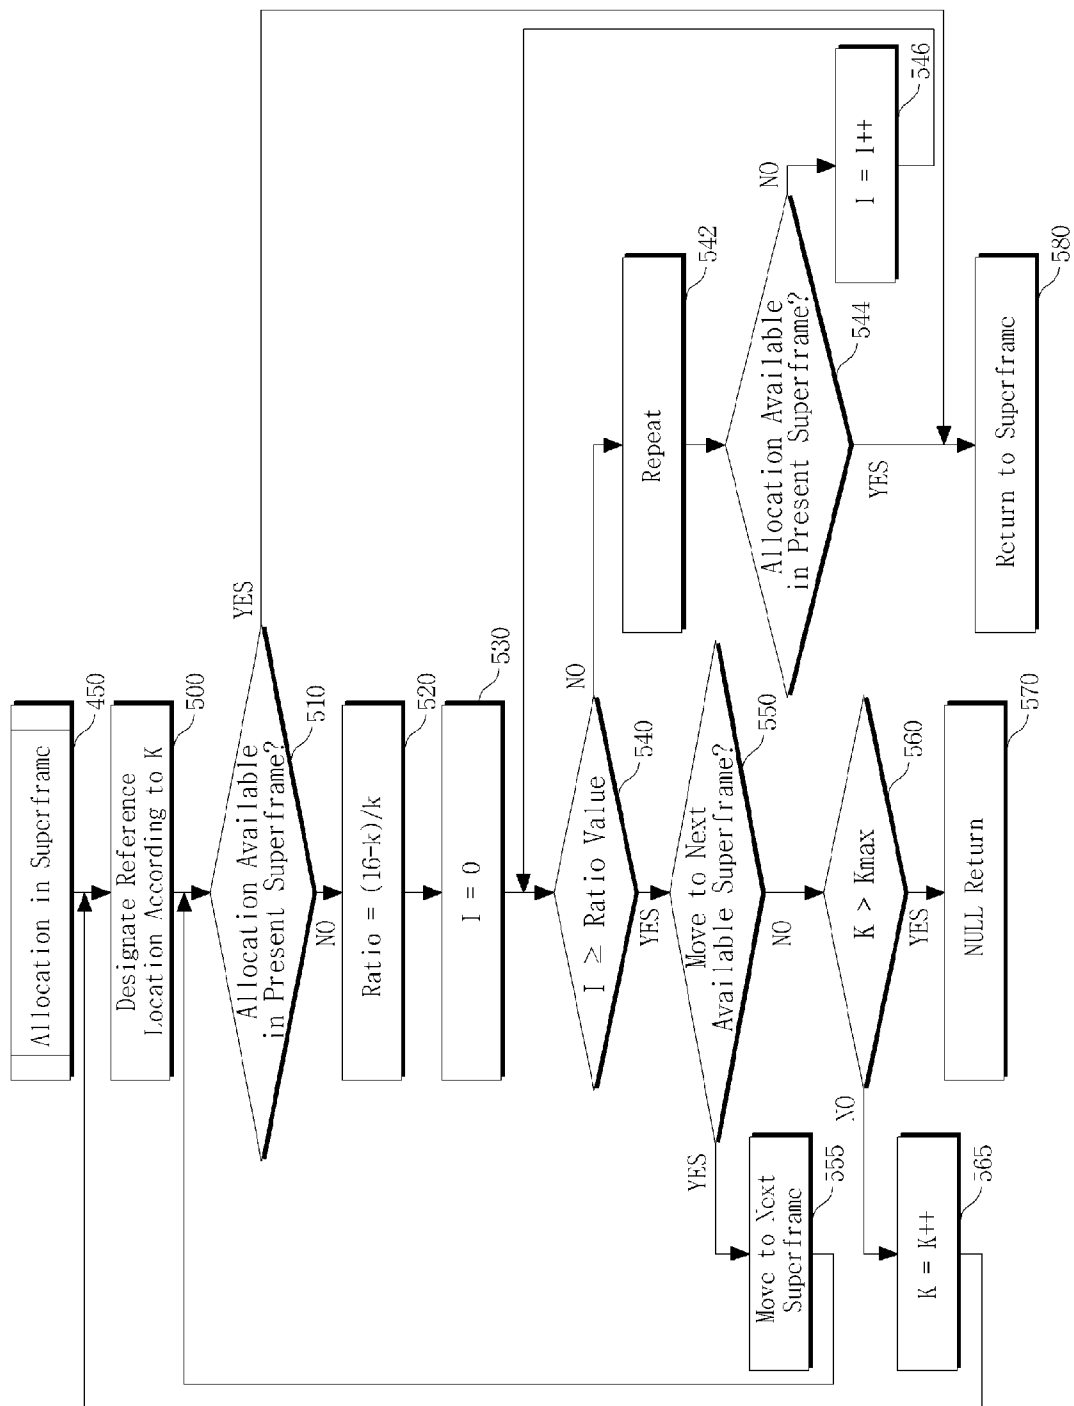 Allocation in Superframe
450
Designate Reference
Location According to K
500
Allocation Available
in Present Superframe?
510
YES
NO
Ratio = (16-k)/k
520
I = 0
530
I ≥ Ratio Value
540
NO
YES
Repeat
542
Allocation Available
in Present Superframe?
544
NO
YES
I = I++
546
Move to Next
Available Superframe?
550
YES
NO
Move to Next
Superframe
555
K > Kmax
560
NO
YES
K = K++
565
NULL Return
570
Return to Superframe
580